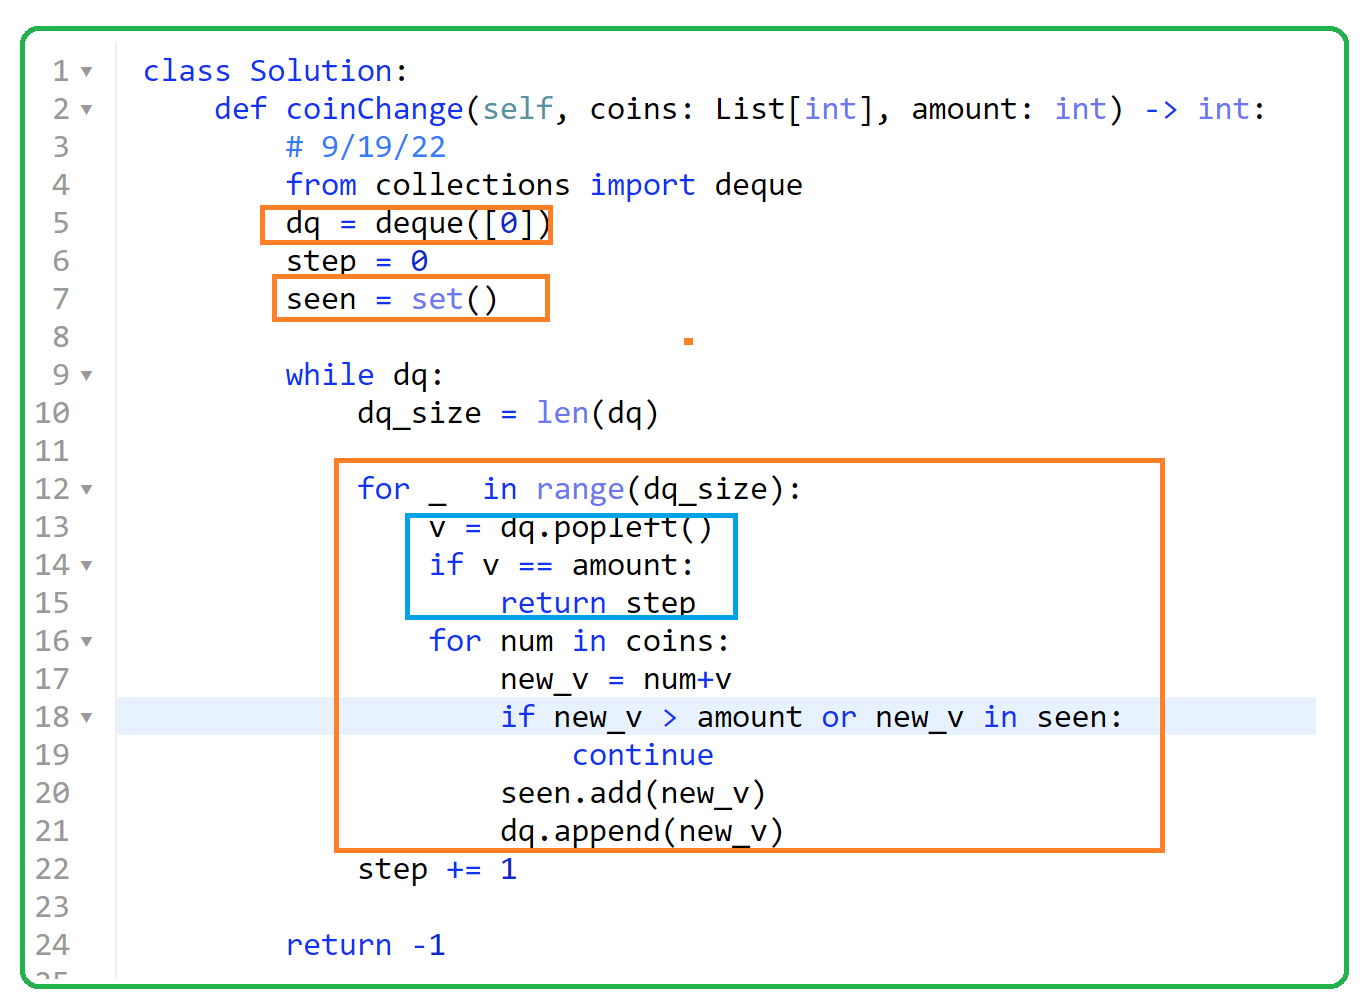 1 class Solution:
2 def coinChange(self, coins: List[int], amount: int) -> int:
3 # 9/19/22
4 from collections import deque
5 dq = deque([0])
6 step = 0
7 seen = set()
8
9 while dq:
10 dq_size = len(dq)
11
12 for _  in range(dq_size):
13 v = dq.popleft()
14 if v == amount:
15 return step
16 for num in coins:
17 new_v = num+v
18 if new_v > amount or new_v in seen:
19 continue
20 seen.add(new_v)
21 dq.append(new_v)
22 step += 1
23
24 return -1
25